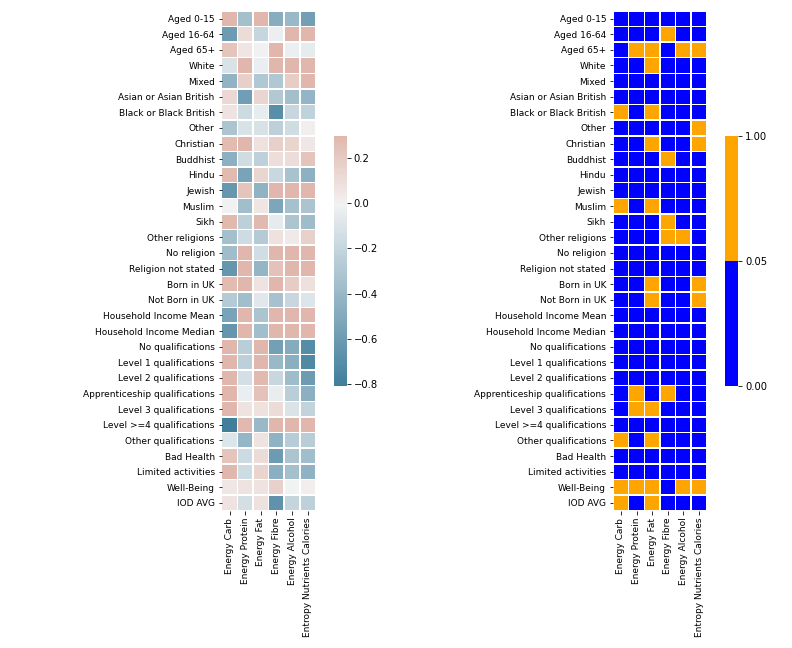 Aged 0-15
Aged 16-64
Aged 65+
White
Mixed
Asian or Asian British
Black or Black British
Other
Christian
Buddhist
Hindu
Jewish
Muslim
Sikh
Other religions
No religion
Religion not stated
Born in UK
Not Born in UK
Household Income Mean
Household Income Median
No qualifications
Level 1 qualifications
Level 2 qualifications
Apprenticeship qualifications
Level 3 qualifications
Level >=4 qualifications
Other qualifications
Bad Health
Limited activities
Well-Being
IOD AVG
Energy Carb
Energy Protein
Energy Fat
Energy Fibre
Energy Alcohol
Entropy Nutrients Calories
0.2
0.0
−0.2
−0.4
−0.6
−0.8
Aged 0-15
Aged 16-64
Aged 65+
White
Mixed
Asian or Asian British
Black or Black British
Other
Christian
Buddhist
Hindu
Jewish
Muslim
Sikh
Other religions
No religion
Religion not stated
Born in UK
Not Born in UK
Household Income Mean
Household Income Median
No qualifications
Level 1 qualifications
Level 2 qualifications
Apprenticeship qualifications
Level 3 qualifications
Level >=4 qualifications
Other qualifications
Bad Health
Limited activities
Well-Being
IOD AVG
Energy Carb
Energy Protein
Energy Fat
Energy Fibre
Energy Alcohol
Entropy Nutrients Calories
1.00
0.05
0.00